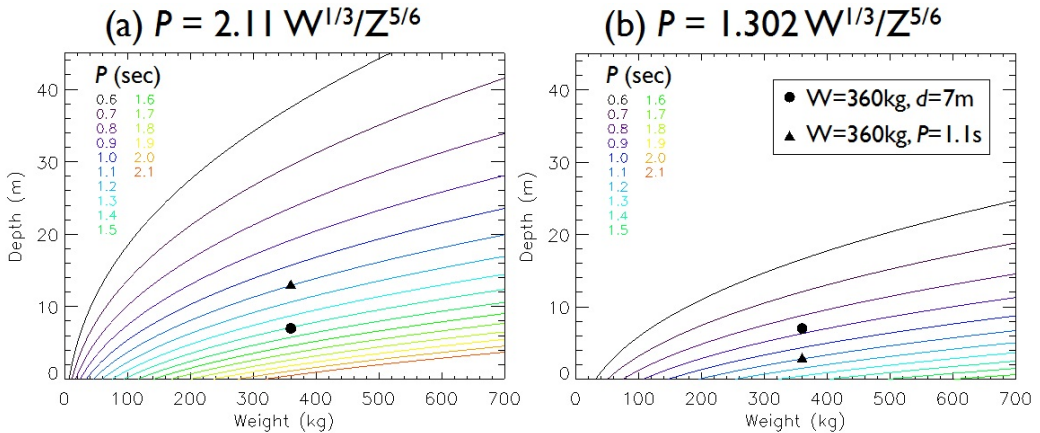 (a) P = 2.11 W^1/3/Z^5/6
P (sec)
0.6 1.6
0.7 1.7
0.8 1.8
0.9 1.9
1.0 2.0
1.1 2.1
1.2
1.3
1.4
1.5
40
30
20
10
0
Depth (m)
0 100 200 300 400 500 600 700
Weight (kg)
(b) P = 1.302 W^1/3/Z^5/6
P (sec)
0.6 1.6
0.7 1.7
0.8 1.8
0.9 1.9
1.0 2.0
1.1 2.1
1.2
1.3
1.4
1.5
W=360kg, d=7m
W=360kg, P=1.1s
40
30
20
10
0
Depth (m)
0 100 200 300 400 500 600 700
Weight (kg)